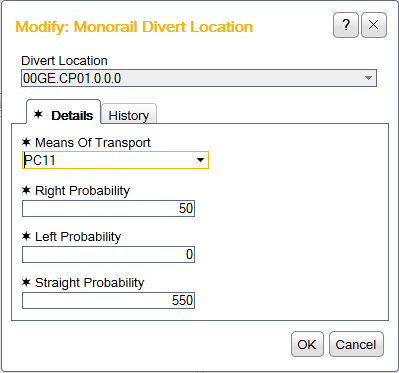 Modify: Monorail Divert Location
?
Divert Location
00GE.CP01.0.0.0
✶ Details
History
✶ Means Of Transport
PC11
✶ Right Probability
50
✶ Left Probability
0
✶ Straight Probability
550
OK
Cancel